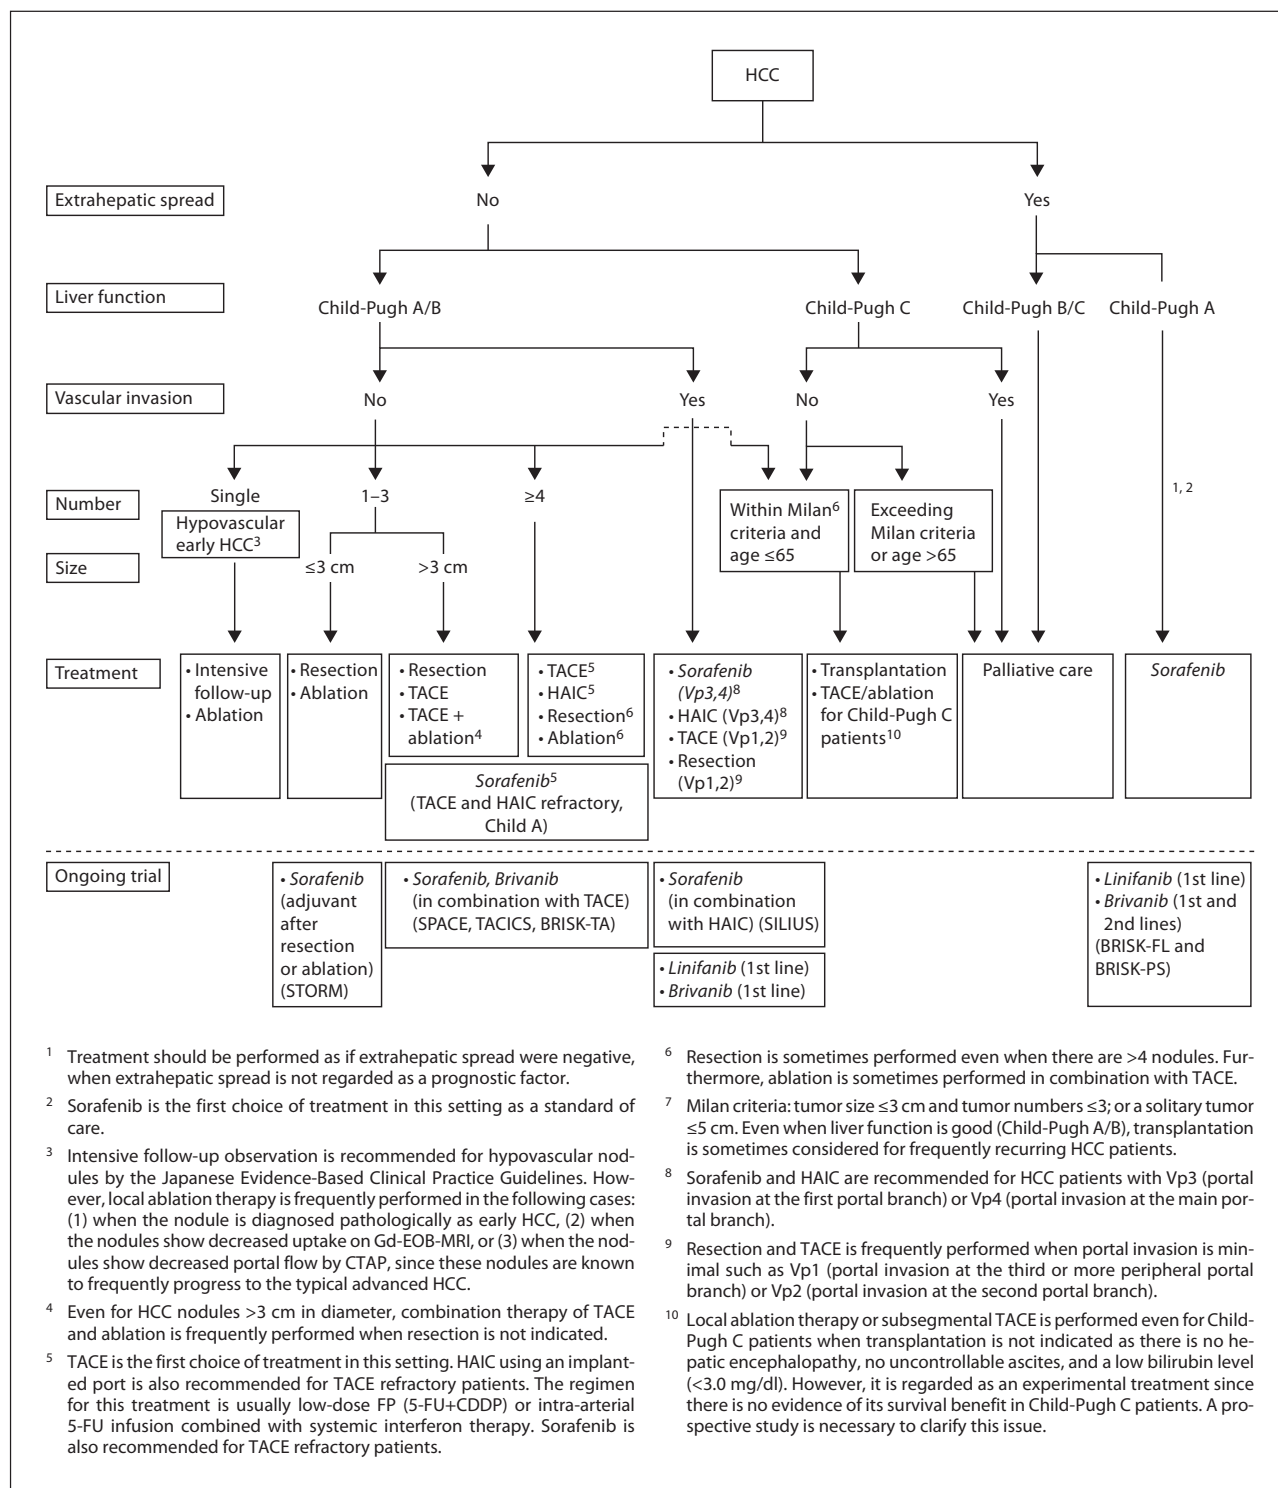 HCC
Extrahepatic spread
No
Yes
Liver function
Child-Pugh A/B
Child-Pugh C
Child-Pugh B/C
Child-Pugh A
Vascular invasion
No
Yes
No
Yes
Number
Single
1–3
≥4
Hypovascular
early HCC3
Within Milan6
criteria and
age ≤65
Exceeding
Milan criteria
or age >65
1, 2
Size
≤3 cm
>3 cm
Treatment
• Intensive
follow-up
• Ablation
• Resection
• Ablation
• Resection
• TACE
• TACE +
ablation4
• TACE5
• HAIC5
• Resection6
• Ablation6
Sorafenib5
(TACE and HAIC refractory,
Child A)
• Sorafenib
(Vp3,4)8
• HAIC (Vp3,4)8
• TACE (Vp1,2)9
• Resection
(Vp1,2)9
• Transplantation
• TACE/ablation
for Child-Pugh C
patients10
Palliative care
Sorafenib
Ongoing trial
• Sorafenib
(adjuvant
after
resection
or ablation)
(STORM)
• Sorafenib, Brivanib
(in combination with TACE)
(SPACE, TACICS, BRISK-TA)
• Sorafenib
(in combination
with HAIC) (SILIUS)
• Linifanib (1st line)
• Brivanib (1st line)
• Linifanib (1st line)
• Brivanib (1st and
2nd lines)
(BRISK-FL and
BRISK-PS)
1 Treatment should be performed as if extrahepatic spread were negative,
when extrahepatic spread is not regarded as a prognostic factor.
2 Sorafenib is the first choice of treatment in this setting as a standard of
care.
3 Intensive follow-up observation is recommended for hypovascular nod-
ules by the Japanese Evidence-Based Clinical Practice Guidelines. How-
ever, local ablation therapy is frequently performed in the following cases:
(1) when the nodule is diagnosed pathologically as early HCC, (2) when
the nodules show decreased uptake on Gd-EOB-MRI, or (3) when the nod-
ules show decreased portal flow by CTAP, since these nodules are known
to frequently progress to the typical advanced HCC.
4 Even for HCC nodules >3 cm in diameter, combination therapy of TACE
and ablation is frequently performed when resection is not indicated.
5 TACE is the first choice of treatment in this setting. HAIC using an implant-
ed port is also recommended for TACE refractory patients. The regimen
for this treatment is usually low-dose FP (5-FU+CDDP) or intra-arterial
5-FU infusion combined with systemic interferon therapy. Sorafenib is
also recommended for TACE refractory patients.
6 Resection is sometimes performed even when there are >4 nodules. Fur-
thermore, ablation is sometimes performed in combination with TACE.
7 Milan criteria: tumor size ≤3 cm and tumor numbers ≤3; or a solitary tumor
≤5 cm. Even when liver function is good (Child-Pugh A/B), transplantation
is sometimes considered for frequently recurring HCC patients.
8 Sorafenib and HAIC are recommended for HCC patients with Vp3 (portal
invasion at the first portal branch) or Vp4 (portal invasion at the main por-
tal branch).
9 Resection and TACE is frequently performed when portal invasion is min-
imal such as Vp1 (portal invasion at the third or more peripheral portal
branch) or Vp2 (portal invasion at the second portal branch).
10 Local ablation therapy or subsegmental TACE is performed even for Child-
Pugh C patients when transplantation is not indicated as there is no he-
patic encephalopathy, no uncontrollable ascites, and a low bilirubin level
(<3.0 mg/dl). However, it is regarded as an experimental treatment since
there is no evidence of its survival benefit in Child-Pugh C patients. A pro-
spective study is necessary to clarify this issue.